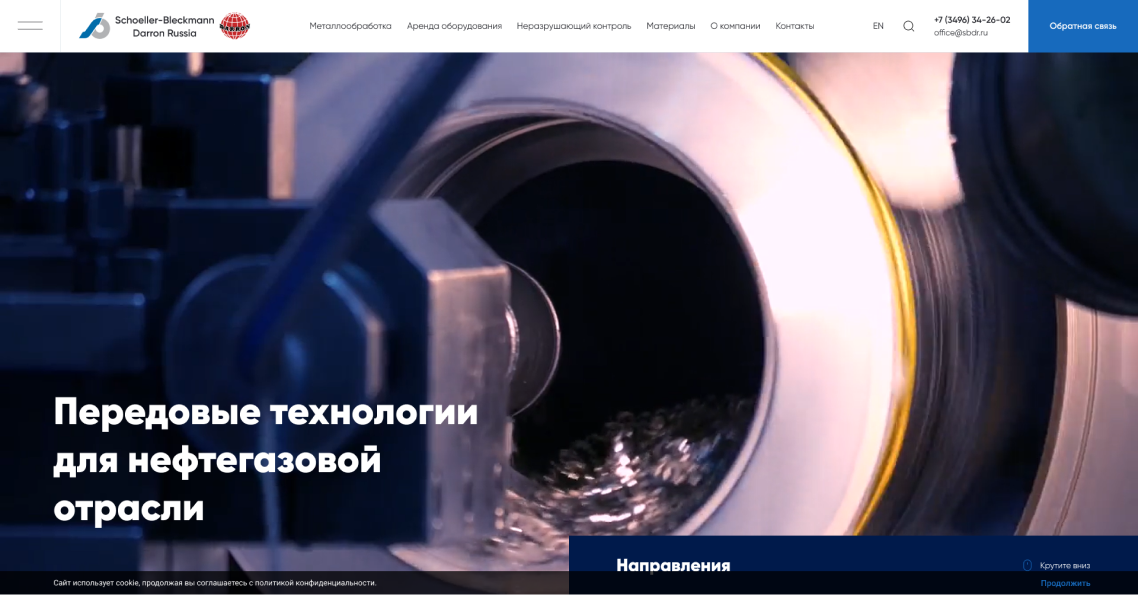 Schoeller-Bleckmann
Darron Russia
DARRON
Металлообработка Аренда оборудования Неразрушающий контроль Материалы О компании Контакты
EN
+7 (3496) 34-26-02
office@sbdr.ru
Обратная связь
Передовые технологии
для нефтегазовой
отрасли
Направления
Крутите вниз
Сайт использует cookie, продолжая вы соглашаетесь с политикой конфиденциальности.
Продолжить